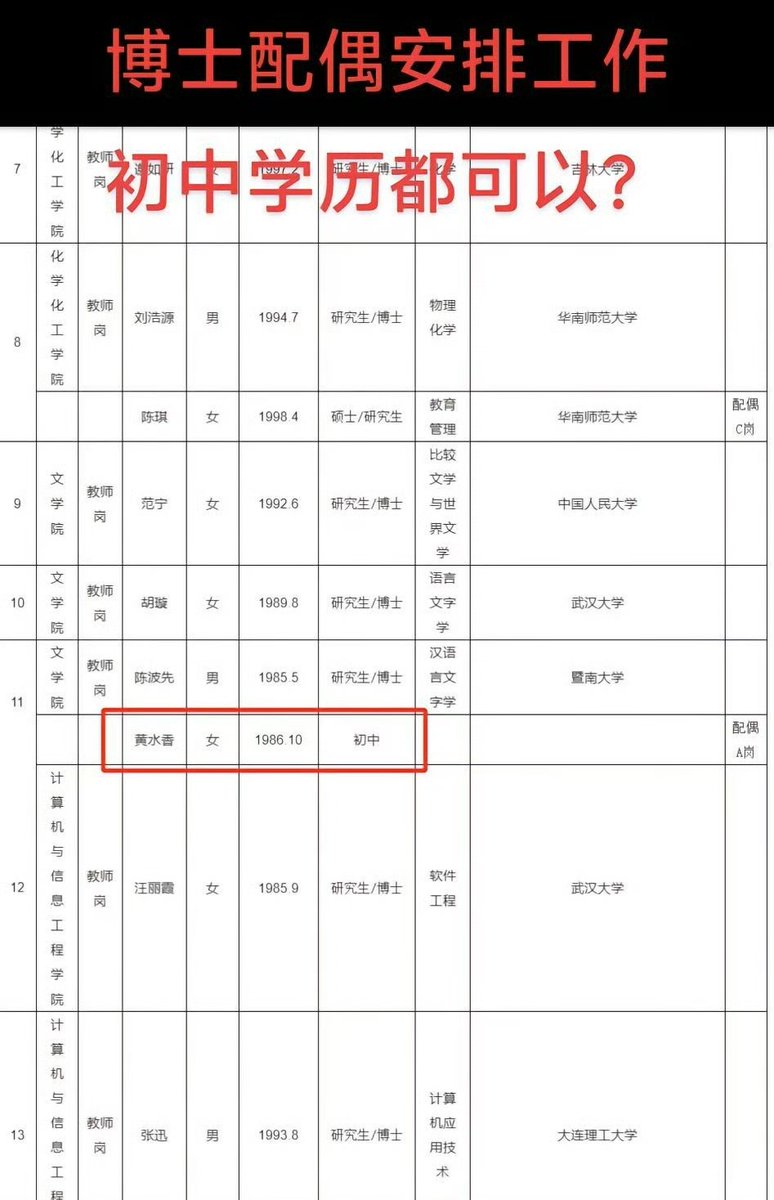 博士配偶安排工作
初中学历都可以?
7 学化工学院 教师岗 女 1997.2 研究生/博士 化学 吉林大学
8 化学化工学院 教师岗 刘浩源 男 1994.7 研究生/博士 物理化学 华南师范大学
陈琪 女 1998.4 硕士/研究生 教育管理 华南师范大学 配偶C岗
9 文学院 教师岗 范宁 女 1992.6 研究生/博士 比较文学与世界文学 中国人民大学
10 文学院 教师岗 胡璇 女 1989.8 研究生/博士 语言文字学 武汉大学
11 文学院 教师岗 陈波先 男 1985.5 研究生/博士 汉语言文字学 暨南大学
黄水香 女 1986.10 初中 配偶A岗
12 计算机与信息工程学院 教师岗 汪丽霞 女 1985.9 研究生/博士 软件工程 武汉大学
13 计算机与信息工程 教师岗 张迅 男 1993.8 研究生/博士 计算机应用技术 大连理工大学